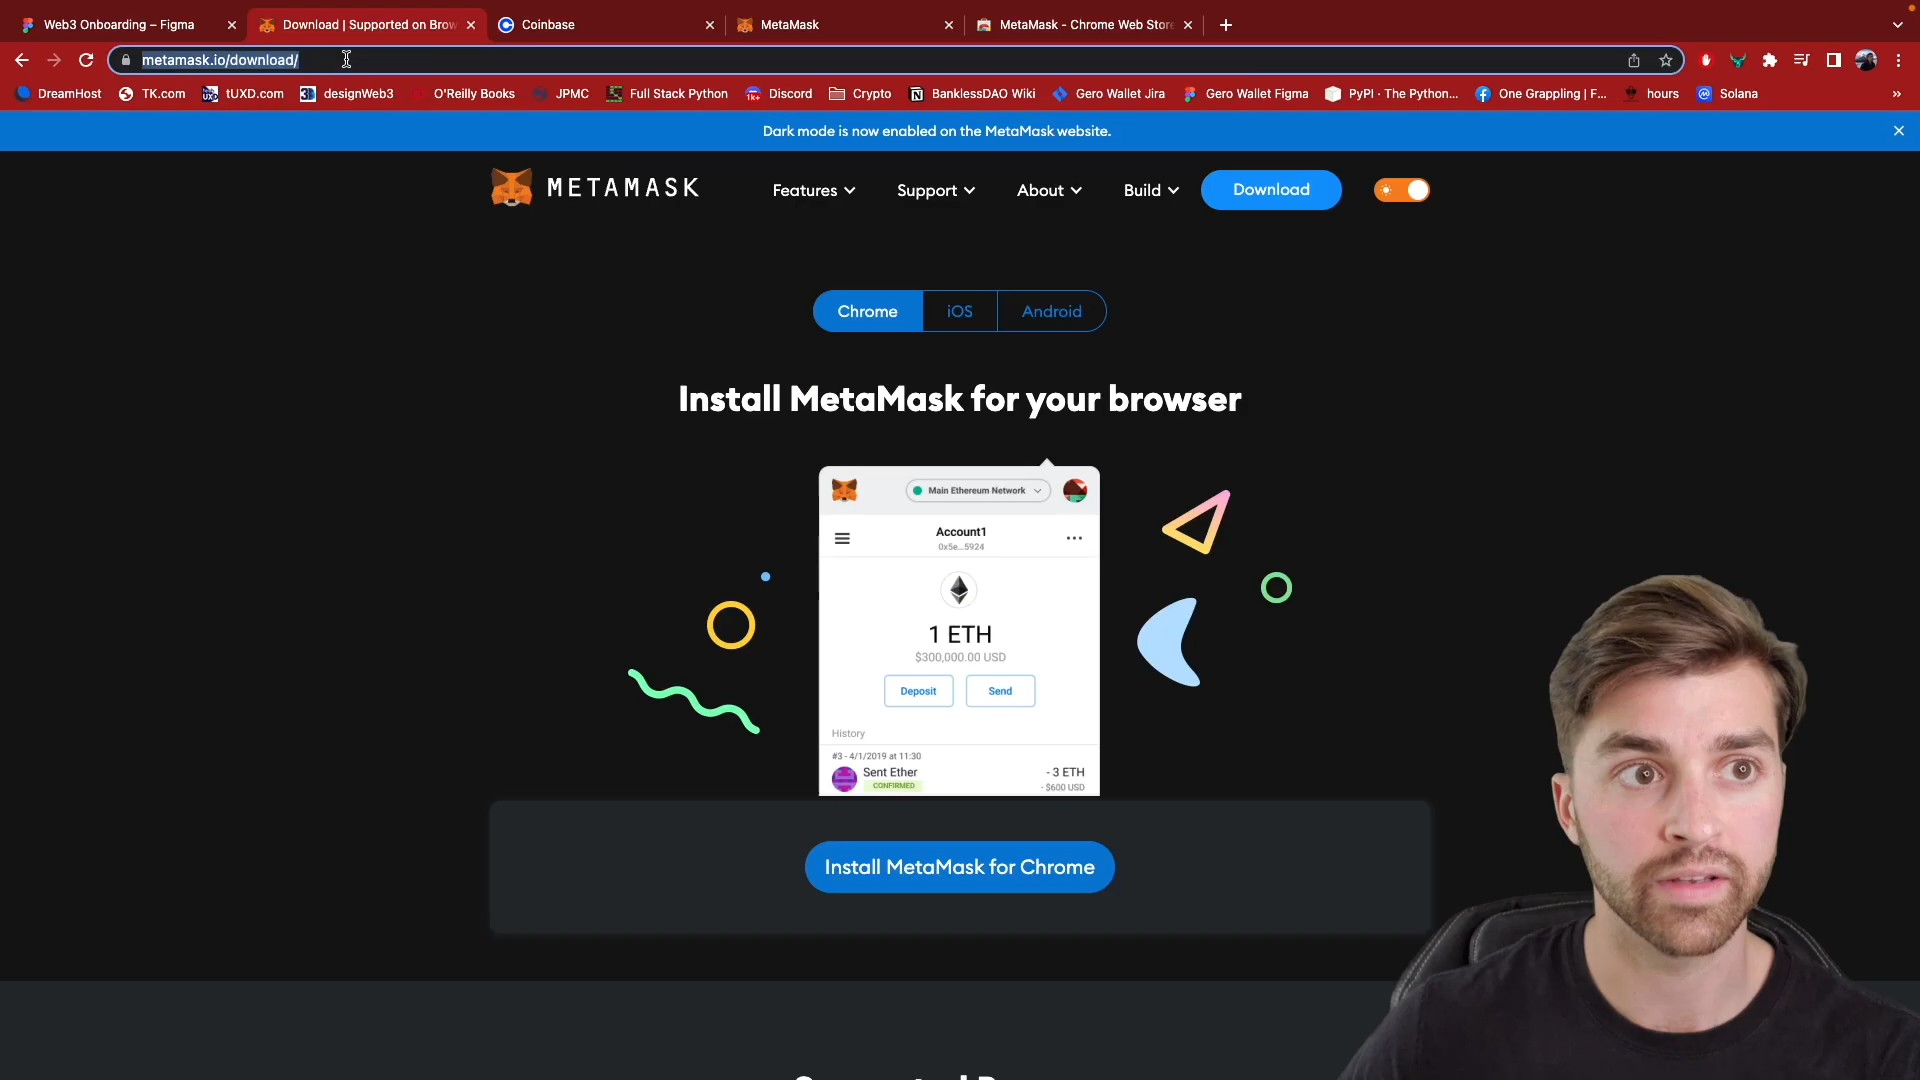 Web3 Onboarding – Figma
Download | Supported on Brow
Coinbase
MetaMask
MetaMask - Chrome Web Store
metamask.io/download/
DreamHost
TK.com
tUXD.com
designWeb3
O'Reilly Books
JPMC
Full Stack Python
Discord
Crypto
BanklessDAO Wiki
Gero Wallet Jira
Gero Wallet Figma
PyPI · The Python...
One Grappling | F...
hours
Solana
Dark mode is now enabled on the MetaMask website.
METAMASK
Features
Support
About
Build
Download
Chrome
iOS
Android
Install MetaMask for your browser
Main Ethereum Network
Account1
0x5e...5924
1 ETH
$300,000.00 USD
Deposit
Send
History
#3 - 4/1/2019 at 11:30
Sent Ether
- 3 ETH
CONFIRMED
- $600 USD
Install MetaMask for Chrome